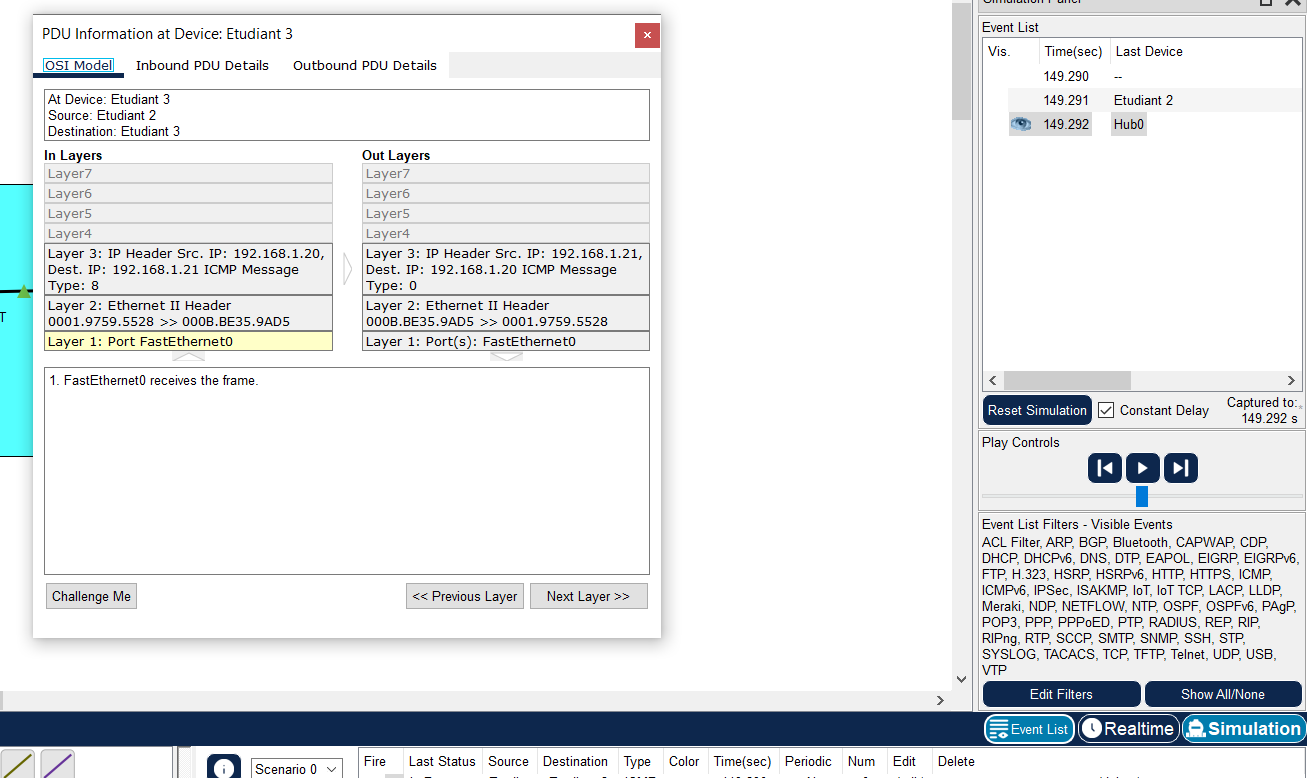 PDU Information at Device: Etudiant 3
OSI Model Inbound PDU Details Outbound PDU Details
At Device: Etudiant 3
Source: Etudiant 2
Destination: Etudiant 3
In Layers
Layer7
Layer6
Layer5
Layer4
Layer 3: IP Header Src. IP: 192.168.1.20,
Dest. IP: 192.168.1.21 ICMP Message
Type: 8
Layer 2: Ethernet II Header
0001.9759.5528 >> 000B.BE35.9AD5
Layer 1: Port FastEthernet0
Out Layers
Layer7
Layer6
Layer5
Layer4
Layer 3: IP Header Src. IP: 192.168.1.21,
Dest. IP: 192.168.1.20 ICMP Message
Type: 0
Layer 2: Ethernet II Header
000B.BE35.9AD5 >> 0001.9759.5528
Layer 1: Port(s): FastEthernet0
1. FastEthernet0 receives the frame.
Challenge Me
<< Previous Layer
Next Layer >>
T
Simulation Panel
Event List
Vis. Time(sec) Last Device
149.290 --
149.291 Etudiant 2
149.292 Hub0
Reset Simulation
Constant Delay
Captured to:
149.292 s
Play Controls
Event List Filters - Visible Events
ACL Filter, ARP, BGP, Bluetooth, CAPWAP, CDP,
DHCP, DHCPv6, DNS, DTP, EAPOL, EIGRP, EIGRPv6,
FTP, H.323, HSRP, HSRPv6, HTTP, HTTPS, ICMP,
ICMPv6, IPSec, ISAKMP, IoT, IoT TCP, LACP, LLDP,
Meraki, NDP, NETFLOW, NTP, OSPF, OSPFv6, PAgP,
POP3, PPP, PPPoED, PTP, RADIUS, REP, RIP,
RIPng, RTP, SCCP, SMTP, SNMP, SSH, STP,
SYSLOG, TACACS, TCP, TFTP, Telnet, UDP, USB,
VTP
Edit Filters
Show All/None
Event List
Realtime
Simulation
Scenario 0
Fire Last Status Source Destination Type Color Time(sec) Periodic Num Edit Delete